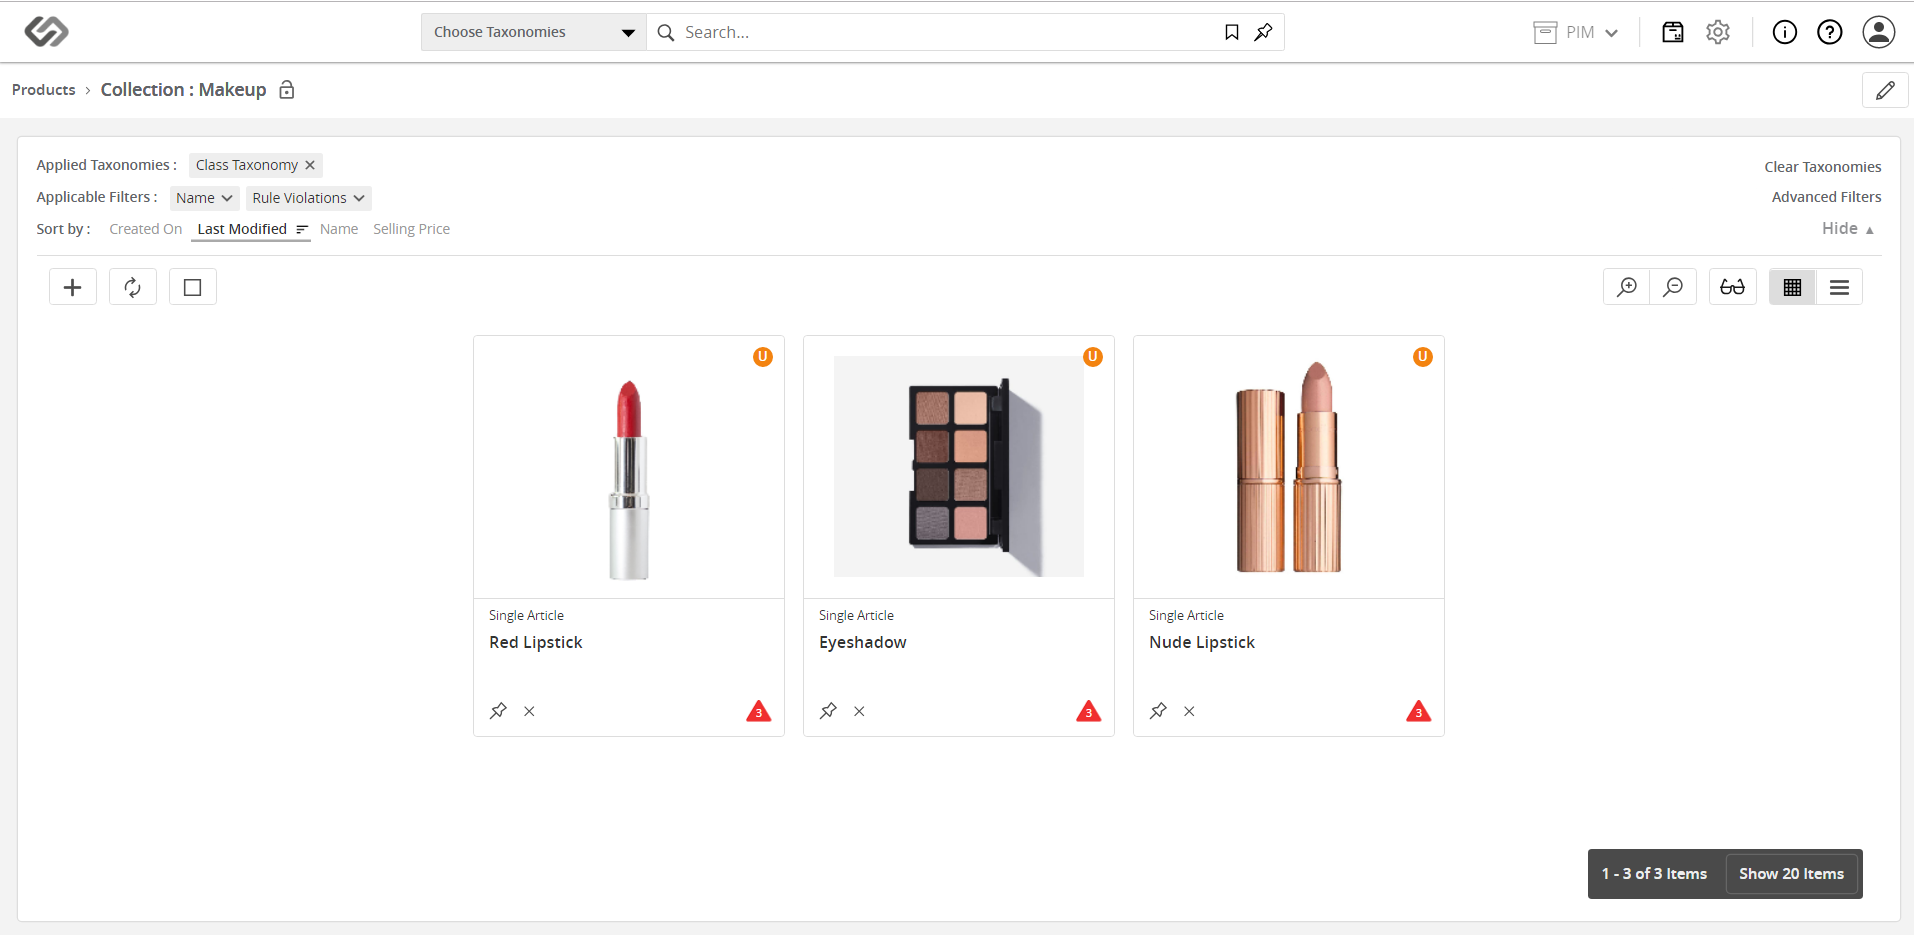 Choose Taxonomies
Search...
PIM
Products › Collection : Makeup
Applied Taxonomies : Class Taxonomy
Clear Taxonomies
Applicable Filters : Name Rule Violations
Advanced Filters
Sort by : Created On Last Modified Name Selling Price
Hide
U
U
U
Single Article
Red Lipstick
3
Single Article
Eyeshadow
3
Single Article
Nude Lipstick
3
1 - 3 of 3 Items
Show 20 Items